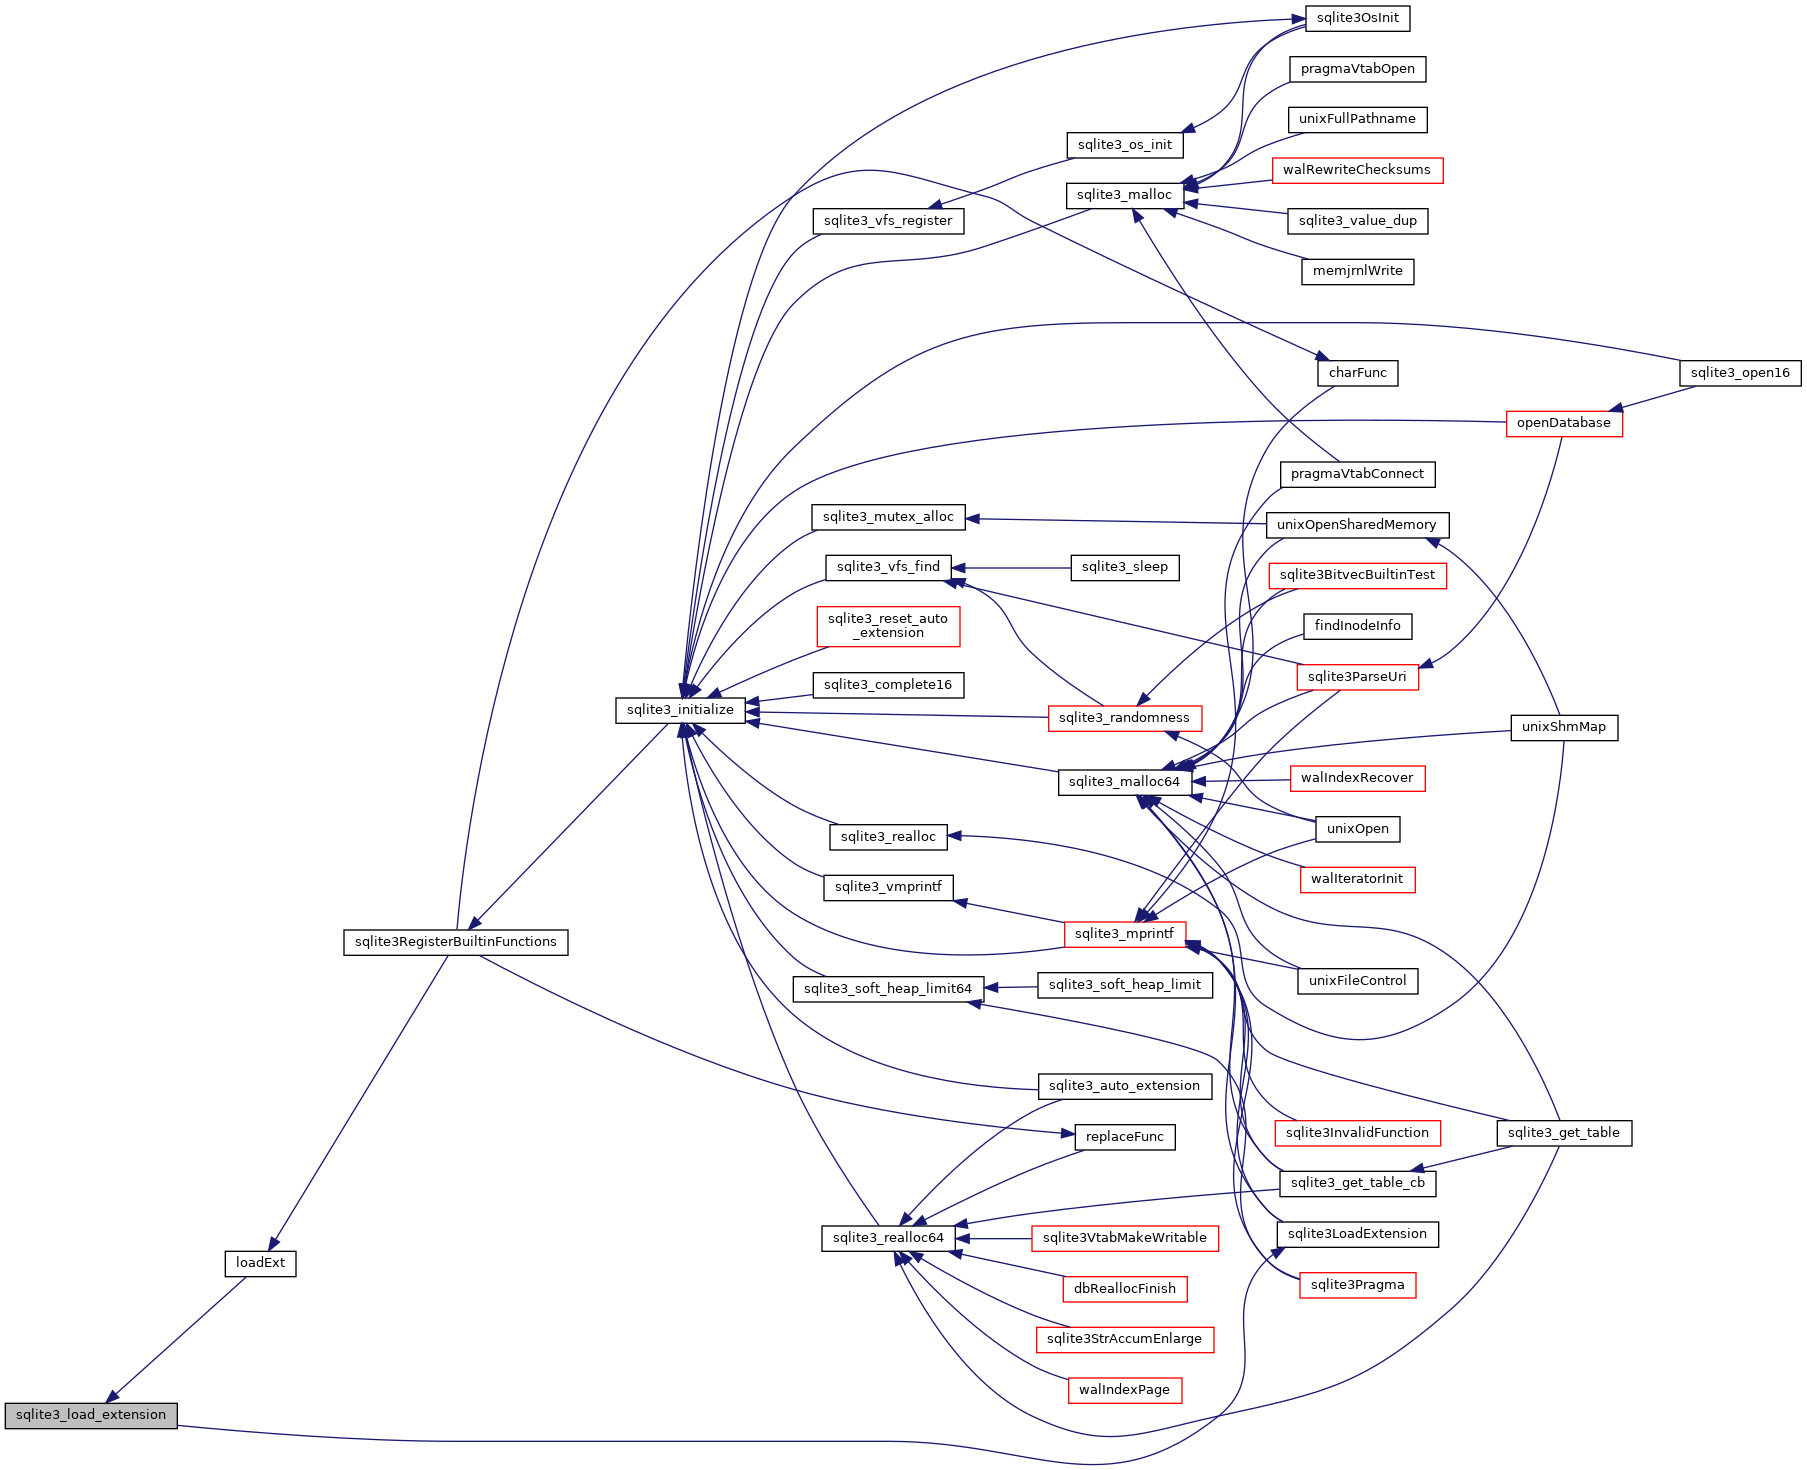 sqlite3OsInit
pragmaVtabOpen
unixFullPathname
sqlite3_os_init
walRewriteChecksums
sqlite3_malloc
sqlite3_vfs_register
sqlite3_value_dup
memjrnlWrite
charFunc
sqlite3_open16
openDatabase
pragmaVtabConnect
sqlite3_mutex_alloc
unixOpenSharedMemory
sqlite3_vfs_find
sqlite3_sleep
sqlite3BitvecBuiltinTest
sqlite3_reset_auto
_extension
findInodeInfo
sqlite3_complete16
sqlite3ParseUri
sqlite3_initialize
sqlite3_randomness
unixShmMap
sqlite3_malloc64
walIndexRecover
sqlite3_realloc
unixOpen
sqlite3_vmprintf
walIteratorInit
sqlite3RegisterBuiltinFunctions
sqlite3_mprintf
sqlite3_soft_heap_limit64
sqlite3_soft_heap_limit
unixFileControl
sqlite3_auto_extension
replaceFunc
sqlite3InvalidFunction
sqlite3_get_table
sqlite3_get_table_cb
sqlite3_realloc64
sqlite3VtabMakeWritable
sqlite3LoadExtension
loadExt
dbReallocFinish
sqlite3Pragma
sqlite3StrAccumEnlarge
walIndexPage
sqlite3_load_extension